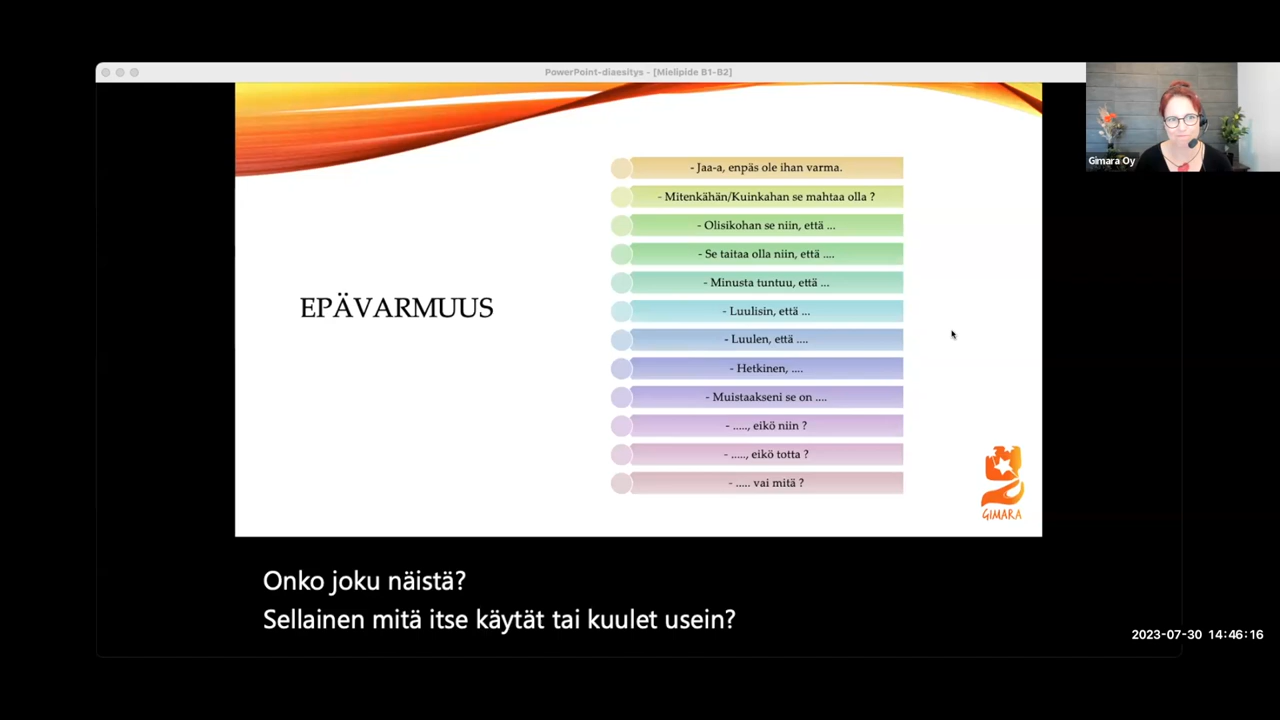 PowerPoint-diaesitys - [Mielipide B1-B2]
Gimara Oy
EPÄVARMUUS
- Jaa-a, enpäs ole ihan varma.
- Mitenkähän/Kuinkahan se mahtaa olla ?
- Olisikohan se niin, että ...
- Se taitaa olla niin, että ....
- Minusta tuntuu, että ...
- Luulisin, että ...
- Luulen, että ....
- Hetkinen, ....
- Muistaakseni se on ....
- ....., eikö niin ?
- ....., eikö totta ?
- ..... vai mitä ?
GIMARA
Onko joku näistä?
Sellainen mitä itse käytät tai kuulet usein?
2023-07-30 14:46:16